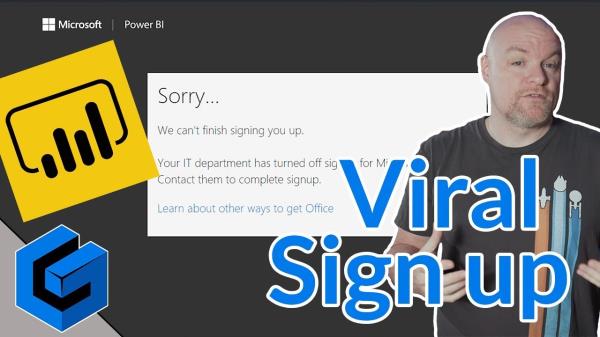 Microsoft | Power BI
Sorry...
We can't finish signing you up.
Your IT department has turned off for
Contact them to complete signup.
Learn about other ways to get Office
Viral
Sign up